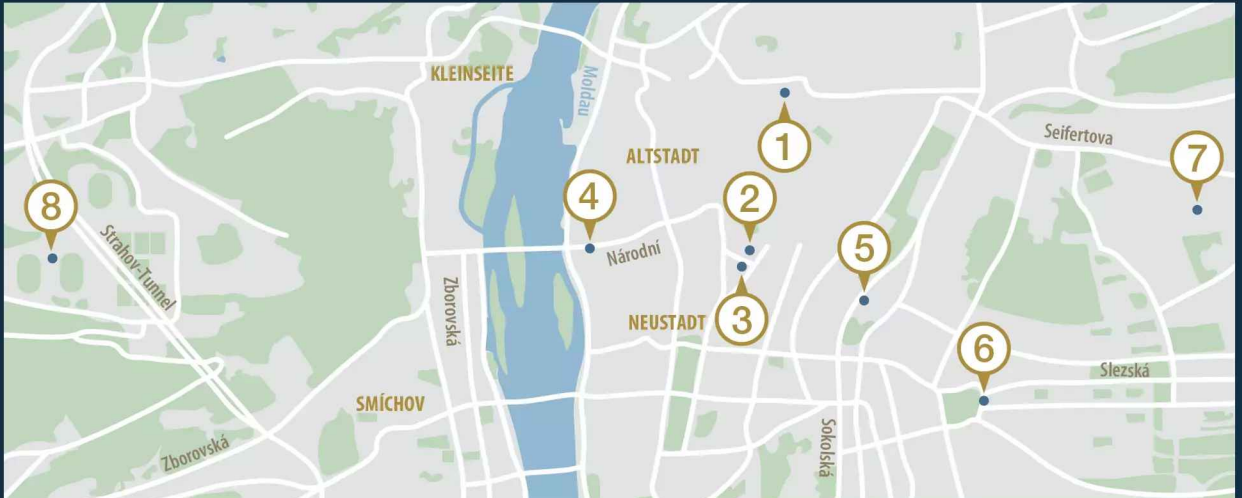 KLEINSEITE
Moldau
ALTSTADT
1
Seifertova
7
8
4
2
5
Strahov-Tunnel
Národní
Zborovská
NEUSTADT
3
6
Slezská
SMÍCHOV
Zborovská
Sokolská